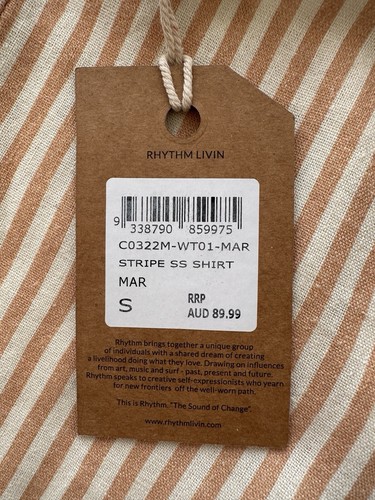 RHYTHM LIVIN
9 338790 859975
C0322M-WT01-MAR
STRIPE SS SHIRT
MAR
S
RRP
AUD 89.99
Rhythm brings together a unique group
of individuals with a shared dream of creating
a livelihood doing what they love. Drawing on influences
from art, music and surf - past, present and future.
Rhythm speaks to creative self-expressionists who yearn
for new frontiers off the well-worn path.
This is Rhythm. "The Sound of Change".
www.rhythmlivin.com